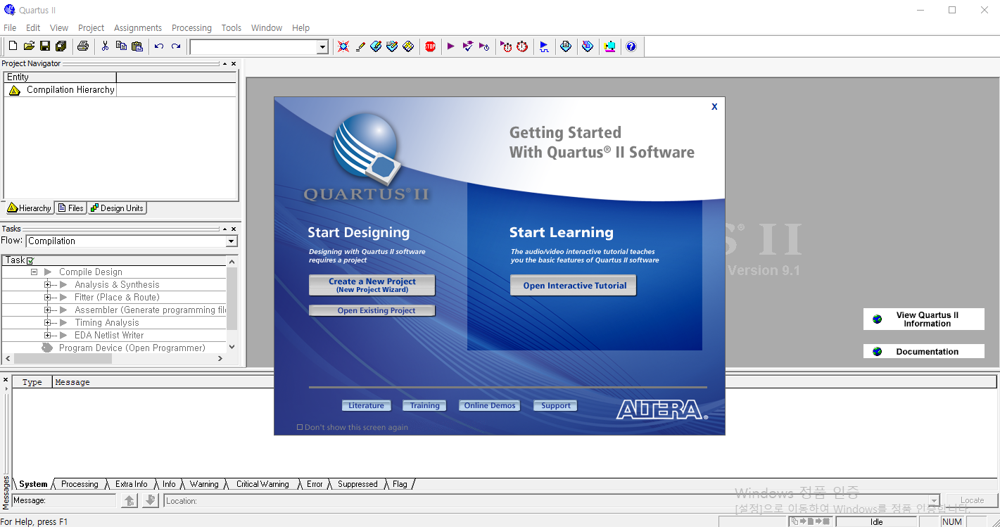 Quartus II
File Edit View Project Assignments Processing Tools Window Help
STOP
Project Navigator
Entity
Compilation Hierarchy
Hierarchy Files Design Units
Tasks
Flow: Compilation
Task
Compile Design
Analysis & Synthesis
Fitter (Place & Route)
Assembler (Generate programming fil
Timing Analysis
EDA Netlist Writer
Program Device (Open Programmer)
X
Getting Started
With Quartus® II Software
QUARTUS® II
Start Designing
Designing with Quartus II software
requires a project
Create a New Project
(New Project Wizard)
Open Existing Project
Start Learning
The audio/video interactive tutorial teaches
you the basic features of Quartus II software
Open Interactive Tutorial
Literature Training Online Demos Support
ALTERA®
Don't show this screen again
S® II
Version 9.1
View Quartus II
Information
Documentation
Type Message
System Processing Extra Info Info Warning Critical Warning Error Suppressed Flag
Messages
Message: Location: Locate
Windows 정품 인증
[설정]으로 이동하여 Windows를 정품 인증합니다.
For Help, press F1 Idle NUM